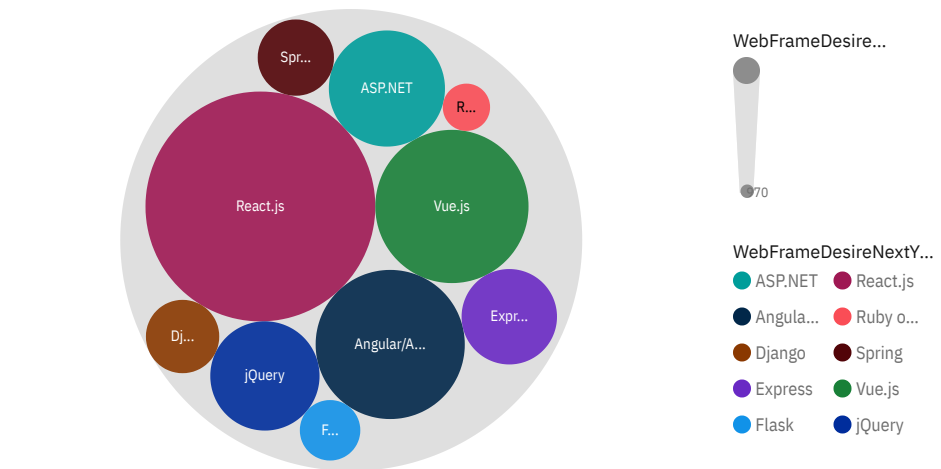 Spr...
ASP.NET
R...
React.js
Vue.js
Expr...
Dj...
Angular/A...
jQuery
F...
WebFrameDesire...
970
WebFrameDesireNextY...
ASP.NET React.js
Angula... Ruby o...
Django Spring
Express Vue.js
Flask jQuery